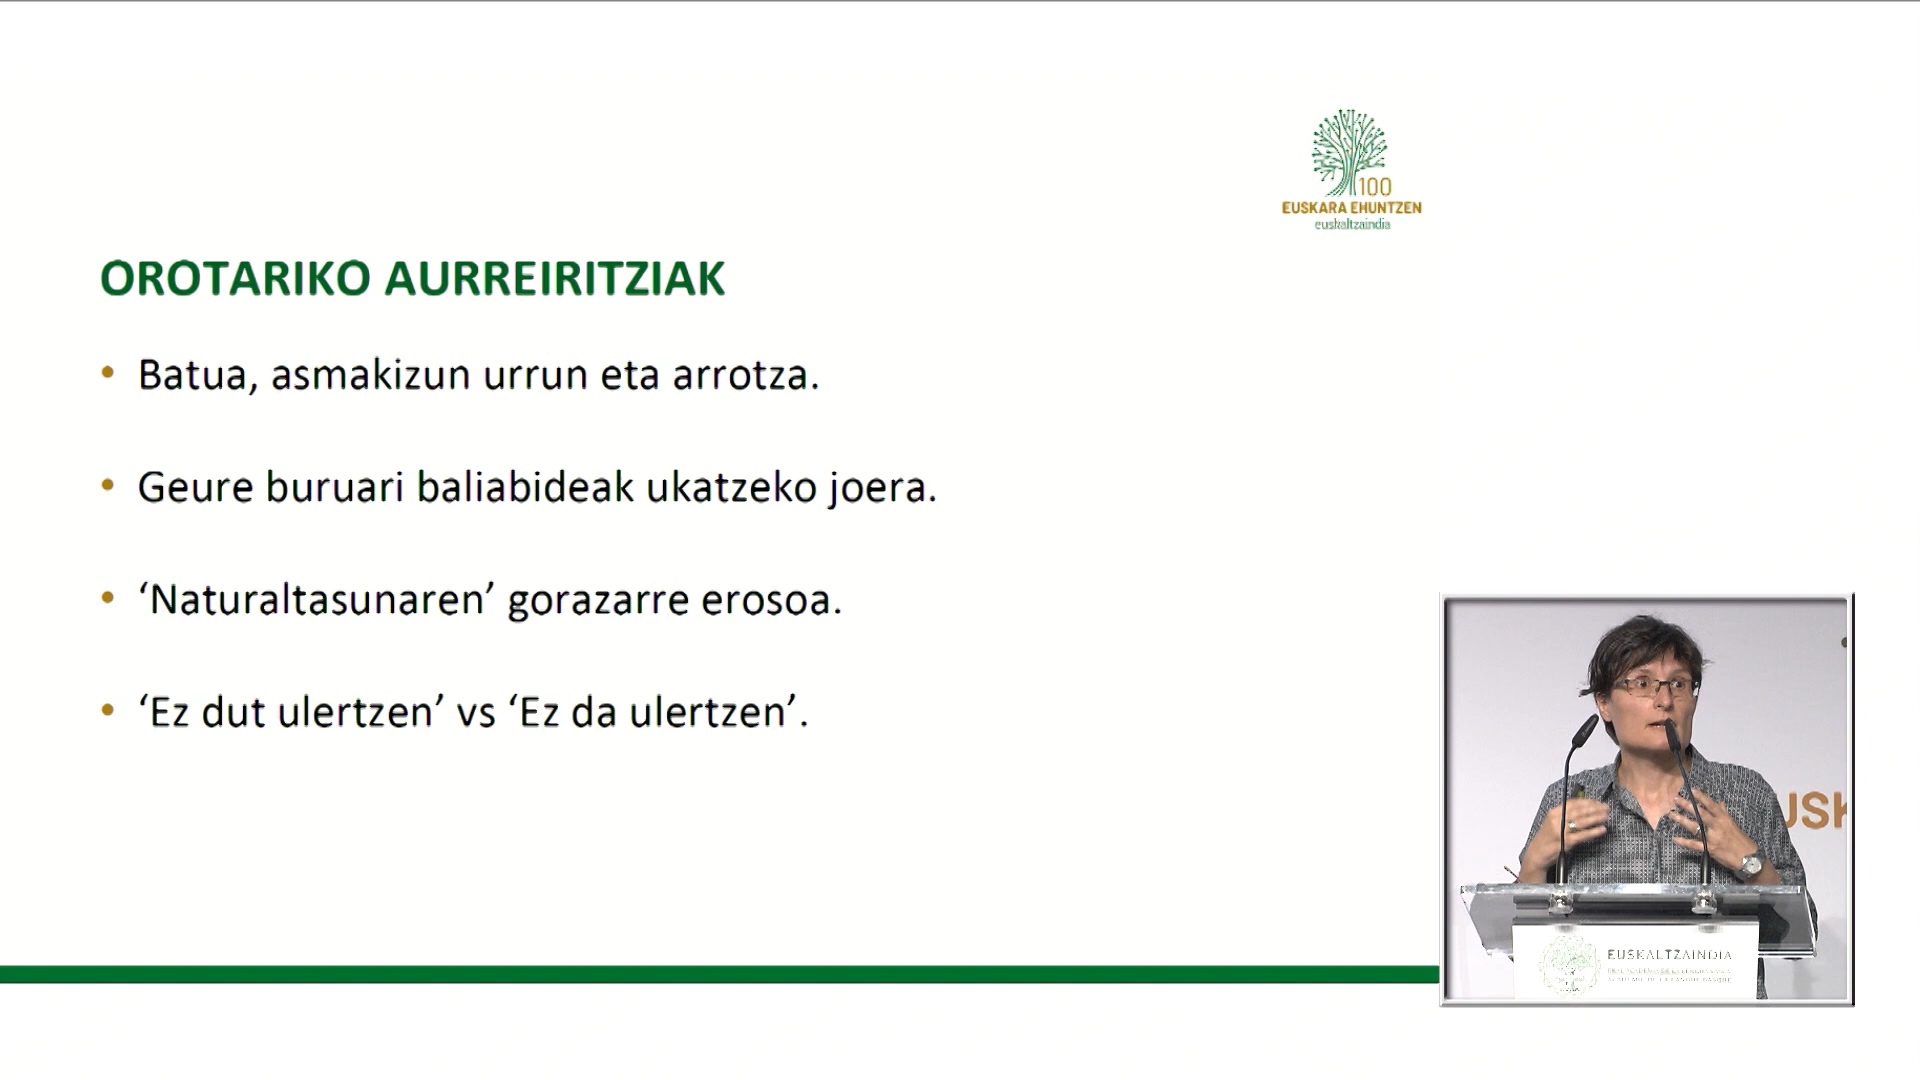 100
EUSKARA EHUNTZEN
euskaltzaindia
OROTARIKO AURREIRITZIAK
• Batua, asmakizun urrun eta arrotza.
• Geure buruari baliabideak ukatzeko joera.
• ‘Naturaltasunaren’ gorazarre erosoa.
• ‘Ez dut ulertzen’ vs ‘Ez da ulertzen’.
USK
EUSKALTZAINDIA